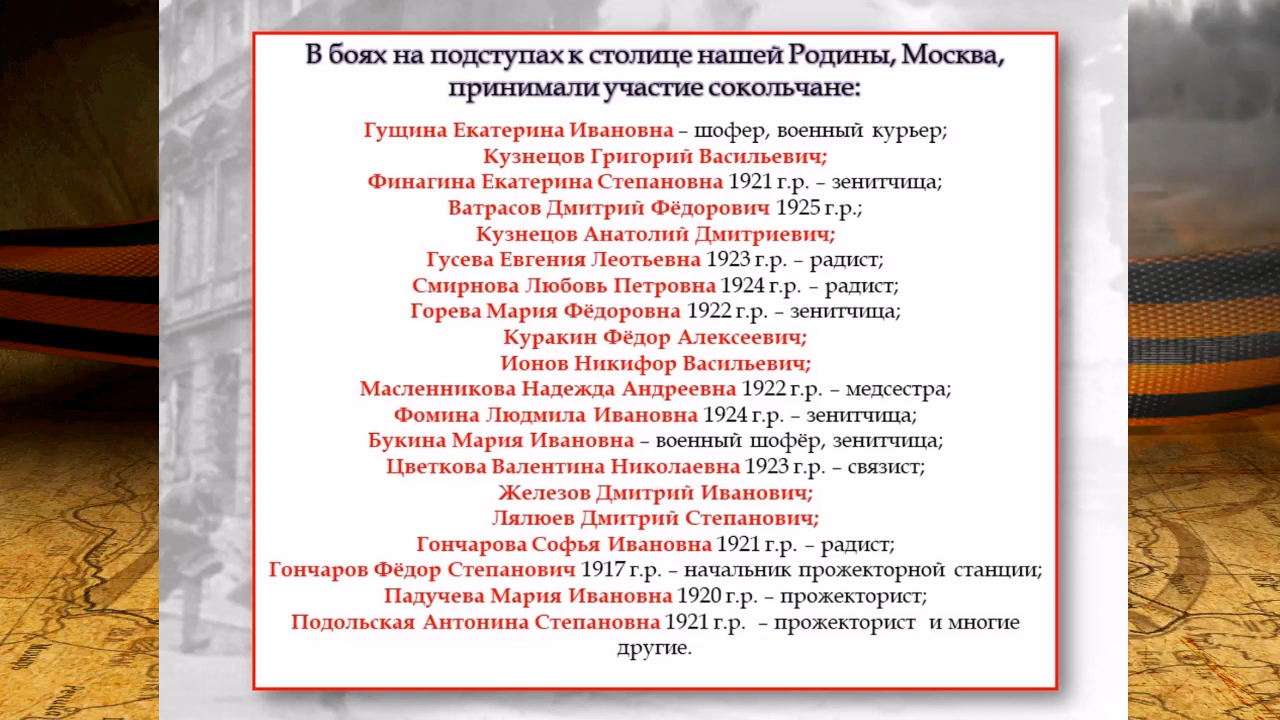 В боях на подступах к столице нашей Родины, Москва,
принимали участие сокольчане:
Гущина Екатерина Ивановна – шофер, военный курьер;
Кузнецов Григорий Васильевич;
Финагина Екатерина Степановна 1921 г.р. – зенитчица;
Ватрасов Дмитрий Фёдорович 1925 г.р.;
Кузнецов Анатолий Дмитриевич;
Гусева Евгения Леотьевна 1923 г.р. – радист;
Смирнова Любовь Петровна 1924 г.р. – радист;
Горева Мария Фёдоровна 1922 г.р. – зенитчица;
Куракин Фёдор Алексеевич;
Ионов Никифор Васильевич;
Масленникова Надежда Андреевна 1922 г.р. – медсестра;
Фомина Людмила Ивановна 1924 г.р. – зенитчица;
Букина Мария Ивановна – военный шофёр, зенитчица;
Цветкова Валентина Николаевна 1923 г.р. – связист;
Железов Дмитрий Иванович;
Лялюев Дмитрий Степанович;
Гончарова Софья Ивановна 1921 г.р. – радист;
Гончаров Фёдор Степанович 1917 г.р. – начальник прожекторной станции;
Падучева Мария Ивановна 1920 г.р. – прожекторист;
Подольская Антонина Степановна 1921 г.р. – прожекторист и многие
другие.